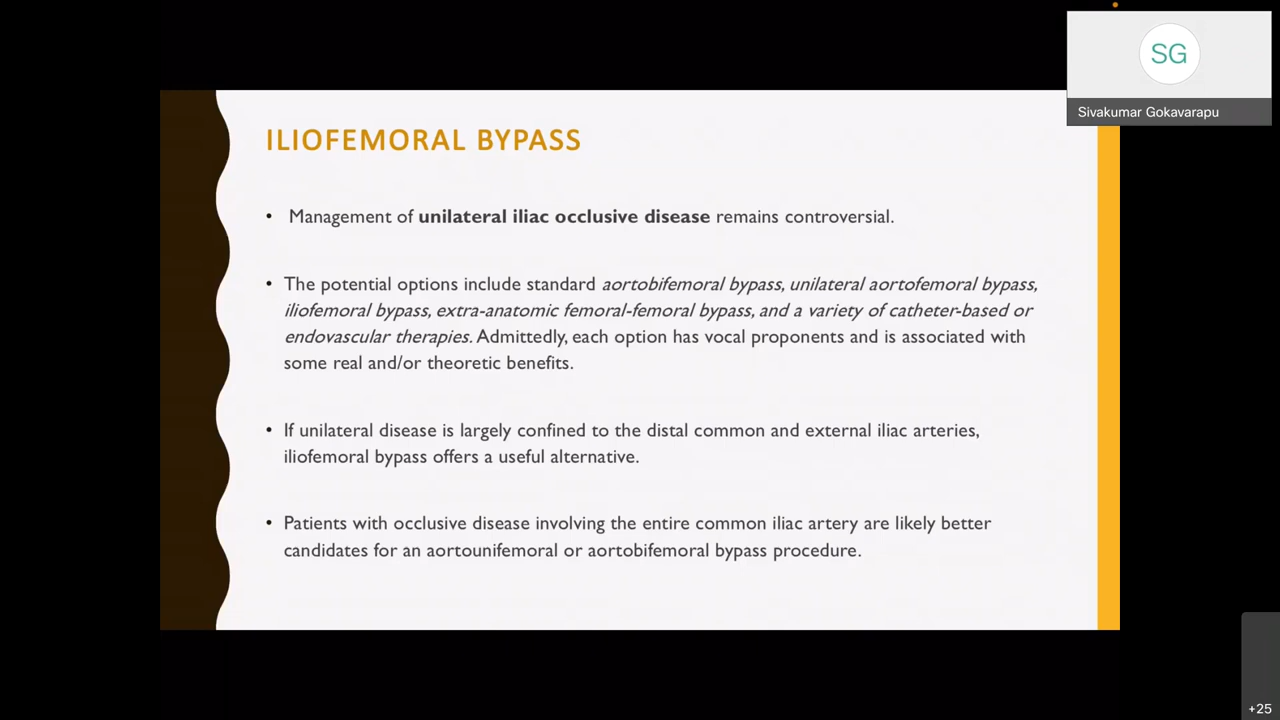 SG
Sivakumar Gokavarapu
ILIOFEMORAL BYPASS
• Management of unilateral iliac occlusive disease remains controversial.
• The potential options include standard aortobifemoral bypass, unilateral aortofemoral bypass,
iliofemoral bypass, extra-anatomic femoral-femoral bypass, and a variety of catheter-based or
endovascular therapies. Admittedly, each option has vocal proponents and is associated with
some real and/or theoretic benefits.
• If unilateral disease is largely confined to the distal common and external iliac arteries,
iliofemoral bypass offers a useful alternative.
• Patients with occlusive disease involving the entire common iliac artery are likely better
candidates for an aortounifemoral or aortobifemoral bypass procedure.
+25